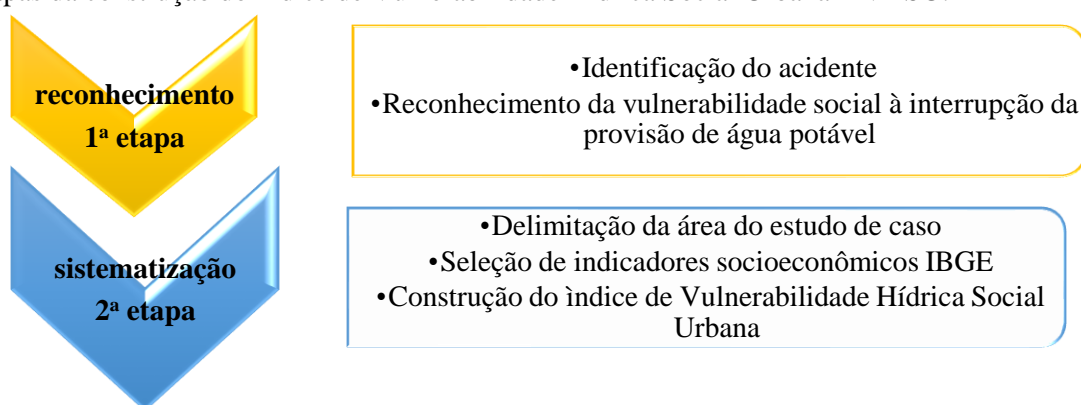 reconhecimento
1ª etapa
•Identificação do acidente
•Reconhecimento da vulnerabilidade social à interrupção da
provisão de água potável
sistematização
2ª etapa
•Delimitação da área do estudo de caso
•Seleção de indicadores socioeconômicos IBGE
•Construção do ìndice de Vulnerabilidade Hídrica Social
Urbana